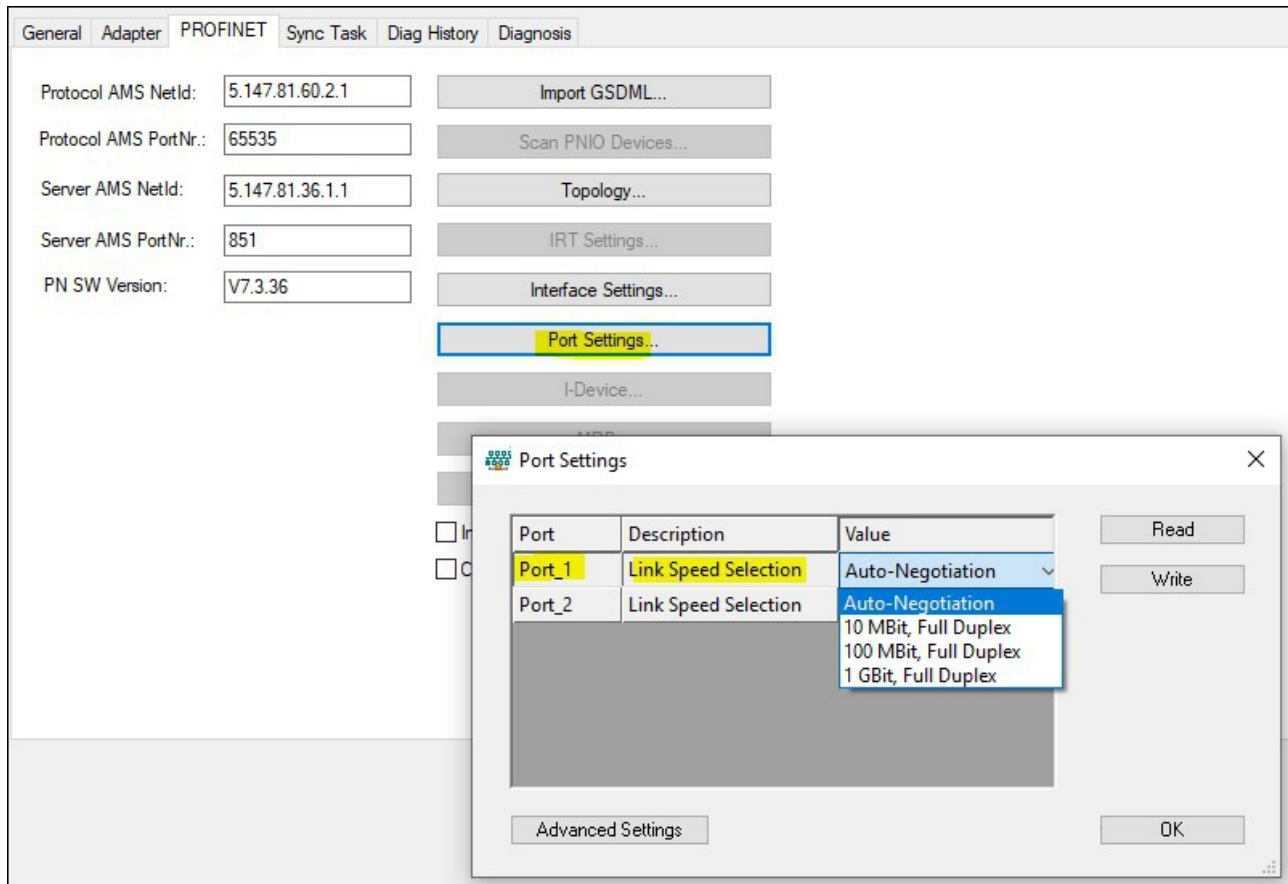 General Adapter PROFINET Sync Task Diag History Diagnosis
Protocol AMS NetId: 5.147.81.60.2.1 Import GSDML...
Protocol AMS PortNr.: 65535 Scan PNIO Devices...
Server AMS NetId: 5.147.81.36.1.1 Topology...
Server AMS PortNr.: 851 IRT Settings...
PN SW Version: V7.3.36 Interface Settings...
Port Settings...
I-Device...
Port Settings
Port Description Value Read
Port_1 Link Speed Selection Auto-Negotiation Write
Port_2 Link Speed Selection Auto-Negotiation
10 MBit, Full Duplex
100 MBit, Full Duplex
1 GBit, Full Duplex
Advanced Settings OK